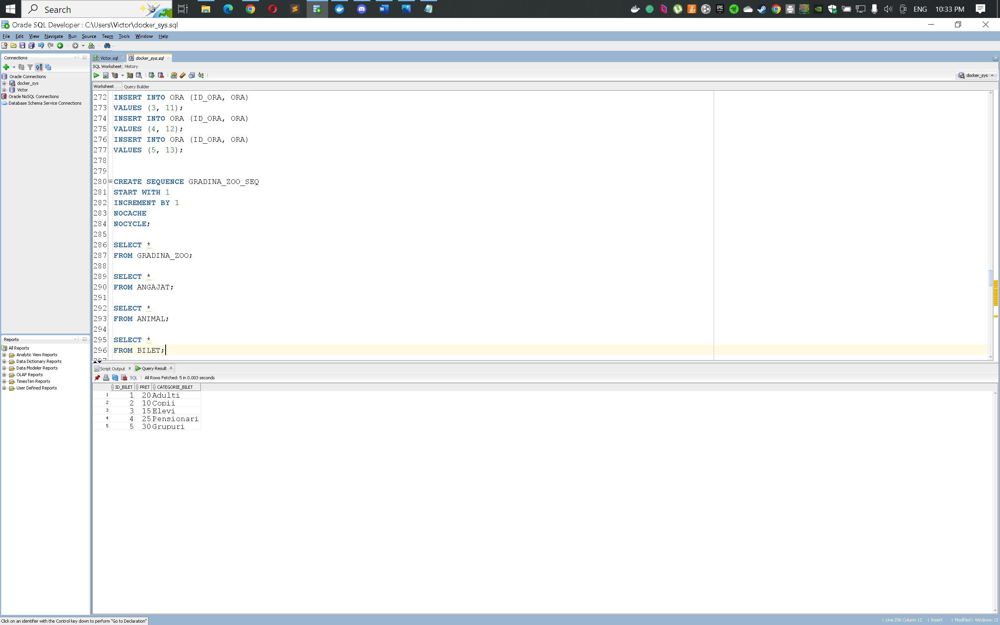 Search
ENG
10:33 PM
Oracle SQL Developer : C:\Users\Victor\docker_sys.sql
File Edit View Navigate Run Source Team Tools Window Help
Connections
Oracle Connections
docker_sys
Victor
Oracle NoSQL Connections
Database Schema Service Connections
Reports
All Reports
Analytic View Reports
Data Dictionary Reports
Data Modeler Reports
OLAP Reports
TimesTen Reports
User Defined Reports
Victor.sql
docker_sys.sql
SQL Worksheet History
docker_sys
Worksheet Query Builder
272 INSERT INTO ORA (ID_ORA, ORA)
273 VALUES (3, 11);
274 INSERT INTO ORA (ID_ORA, ORA)
275 VALUES (4, 12);
276 INSERT INTO ORA (ID_ORA, ORA)
277 VALUES (5, 13);
278
279
280 CREATE SEQUENCE GRADINA_ZOO_SEQ
281 START WITH 1
282 INCREMENT BY 1
283 NOCACHE
284 NOCYCLE;
285
286 SELECT *
287 FROM GRADINA_ZOO;
288
289 SELECT *
290 FROM ANGAJAT;
291
292 SELECT *
293 FROM ANIMAL;
294
295 SELECT *
296 FROM BILET;
297
Script Output x Query Result x
SQL | All Rows Fetched: 5 in 0.003 seconds
ID_BILET PRET CATEGORIE_BILET
1 1 20 Adulti
2 2 10 Copii
3 3 15 Elevi
4 4 25 Pensionari
5 5 30 Grupuri
Click on an identifier with the Control key down to perform "Go to Declaration"
| Line 296 Column 12 | Insert | Modified | Windows: